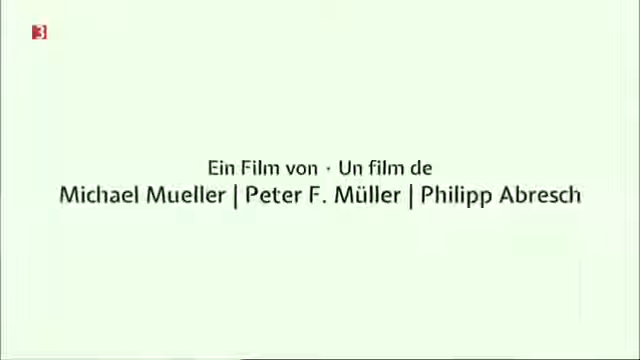 3
Ein Film von · Un film de
Michael Mueller | Peter F. Müller | Philipp Abresch